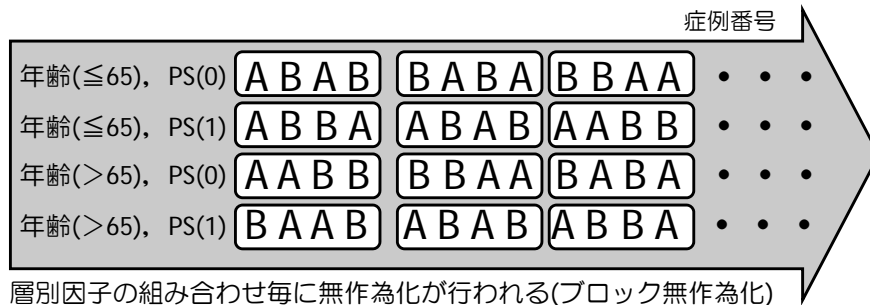 症例番号
年齢(≦65), PS(0) A B A B B A B A B B A A • • •
年齢(≦65), PS(1) A B B A A B A B A A B B • • •
年齢(＞65), PS(0) A A B B B B A A B A B A • • •
年齢(＞65), PS(1) B A A B A B A B A B B A • • •
層別因子の組み合わせ毎に無作為化が行われる(ブロック無作為化)